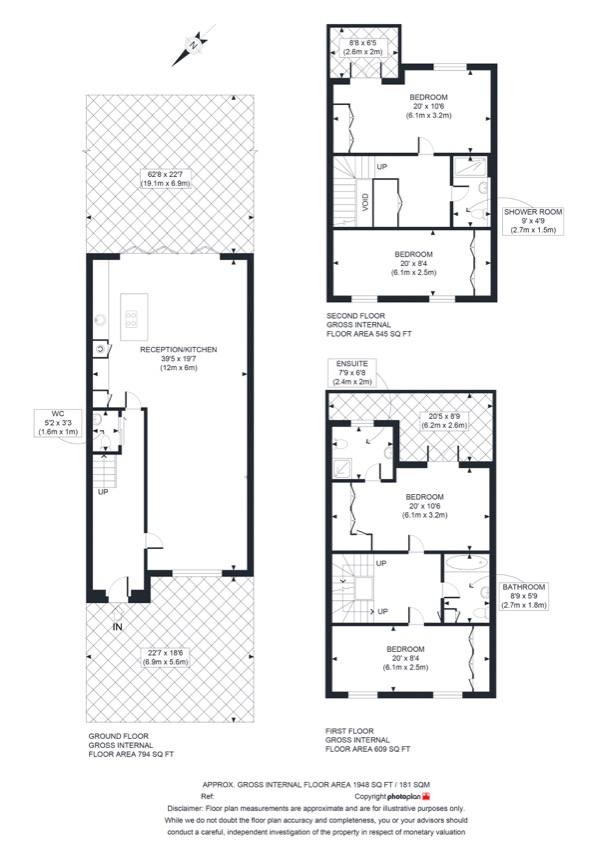 N
62'8 x 22'7
(19.1m x 6.9m)
RECEPTION/KITCHEN
39'5 x 19'7
(12m x 6m)
WC
5'2 x 3'3
(1.6m x 1m)
UP
IN
22'7 x 18'6
(6.9m x 5.6m)
GROUND FLOOR
GROSS INTERNAL
FLOOR AREA 794 SQ FT
8'8 x 6'5
(2.6m x 2m)
BEDROOM
20' x 10'6
(6.1m x 3.2m)
UP
VOID
SHOWER ROOM
9' x 4'9
(2.7m x 1.5m)
BEDROOM
20' x 8'4
(6.1m x 2.5m)
SECOND FLOOR
GROSS INTERNAL
FLOOR AREA 545 SQ FT
ENSUITE
7'9 x 6'8
(2.4m x 2m)
20'5 x 8'9
(6.2m x 2.6m)
BEDROOM
20' x 10'6
(6.1m x 3.2m)
UP
UP
BATHROOM
8'9 x 5'9
(2.7m x 1.8m)
BEDROOM
20' x 8'4
(6.1m x 2.5m)
FIRST FLOOR
GROSS INTERNAL
FLOOR AREA 609 SQ FT
APPROX. GROSS INTERNAL FLOOR AREA 1948 SQ FT / 181 SQM
Ref: Copyright photoplan
Disclaimer: Floor plan measurements are approximate and are for illustrative purposes only.
While we do not doubt the floor plan accuracy and completeness, you or your advisors should
conduct a careful, independent investigation of the property in respect of monetary valuation